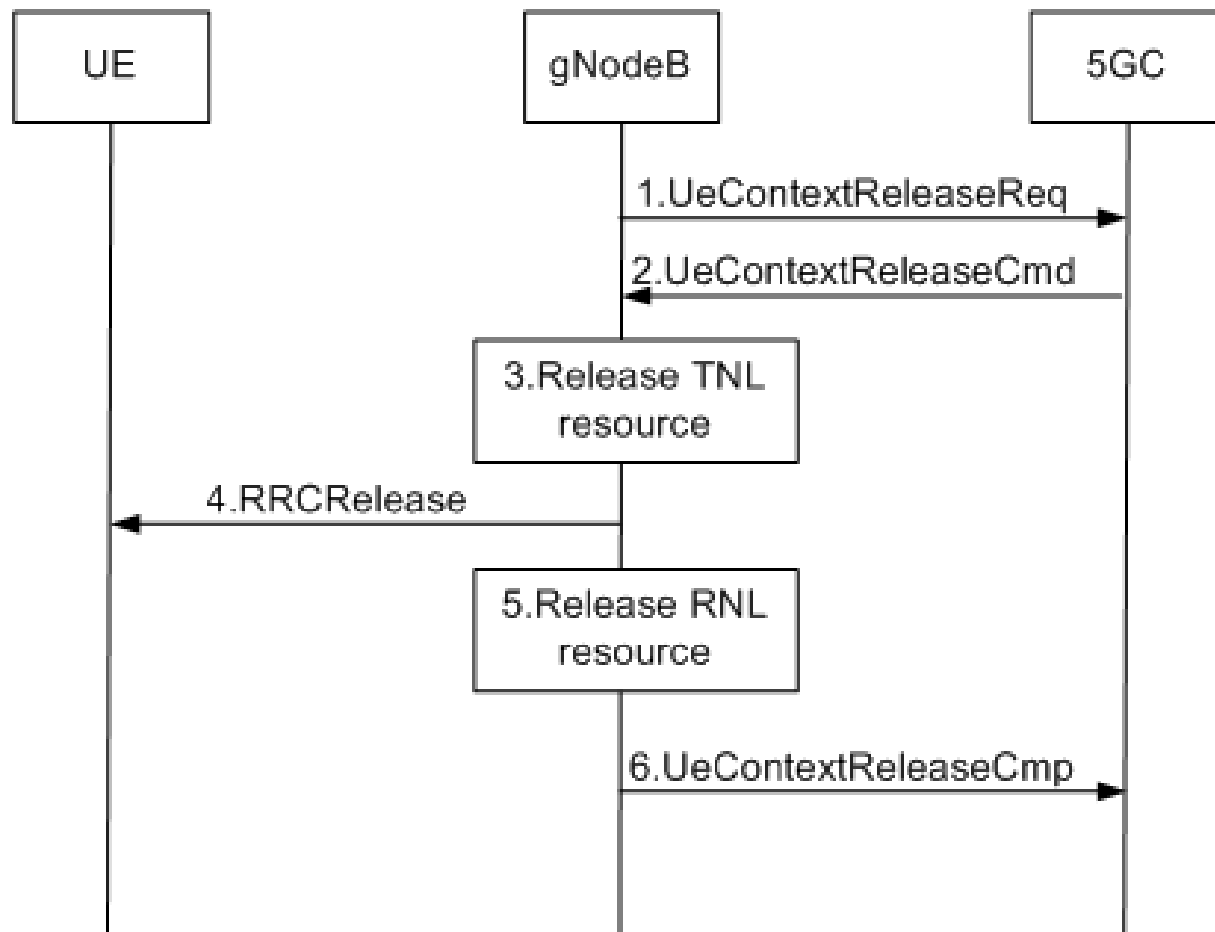 UE
gNodeB
5GC
1.UeContextReleaseReq
2.UeContextReleaseCmd
3.Release TNL
resource
4.RRCRelease
5.Release RNL
resource
6.UeContextReleaseCmp